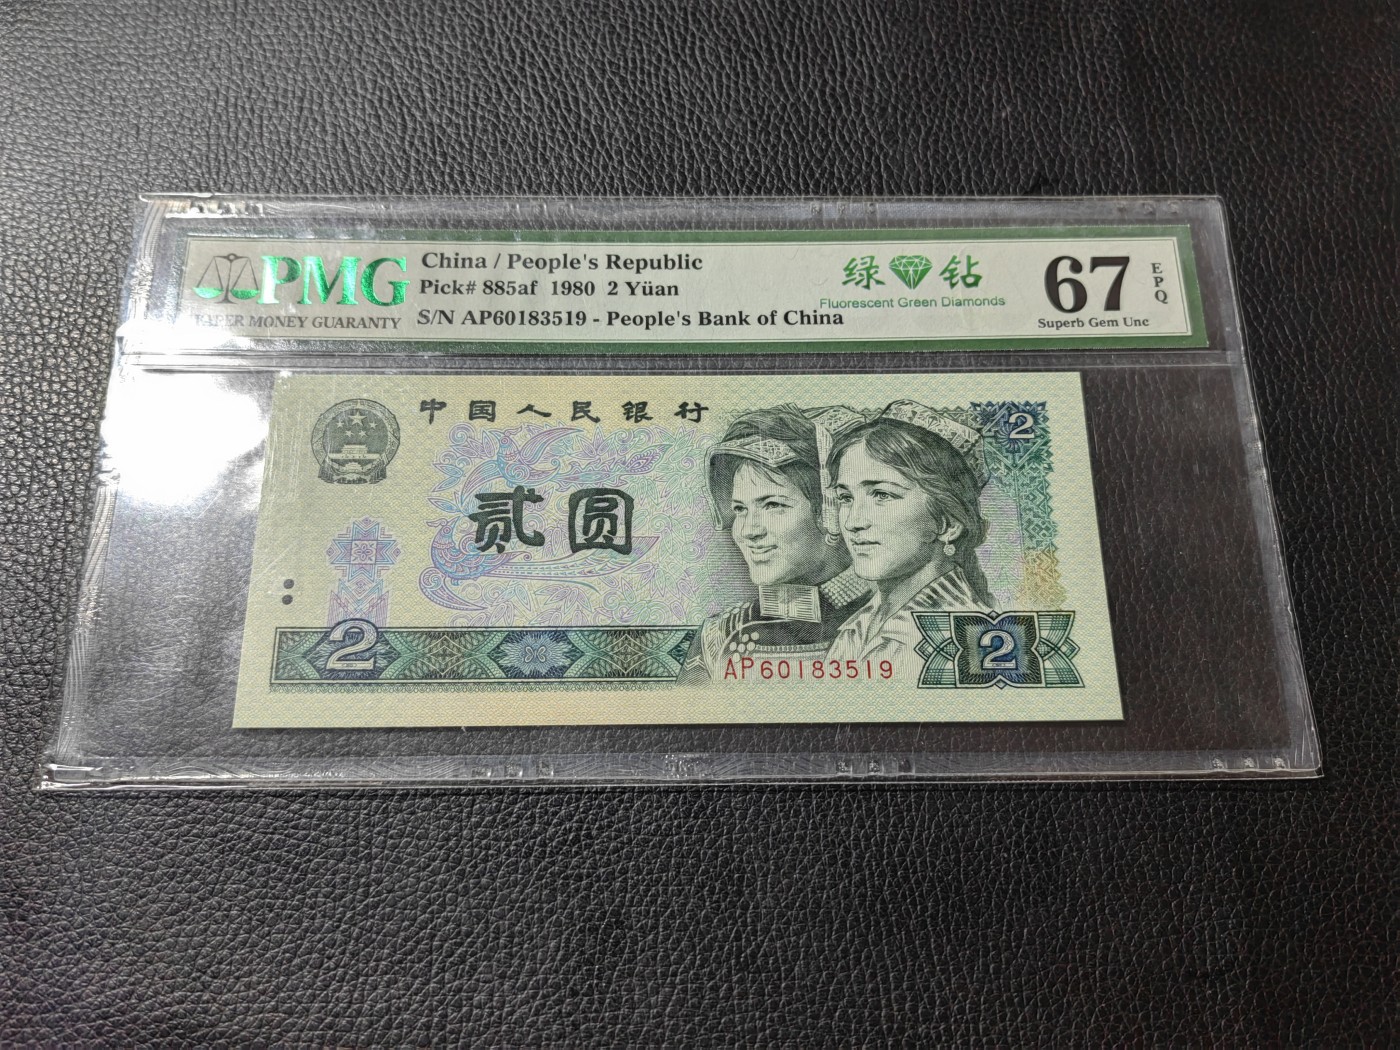 PMG
PAPER MONEY GUARANTY
China / People's Republic
Pick# 885af 1980 2 Yüan
S/N AP60183519 - People's Bank of China
绿 钻
Fluorescent Green Diamonds
67
EPQ
Superb Gem Unc
中国人民银行
2
贰圆
2
AP60183519
2